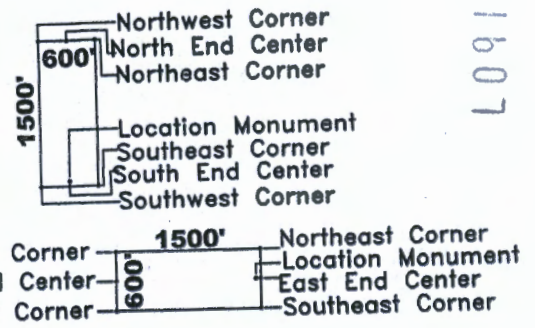 Northwest Corner
North End Center
600'
Northeast Corner
1500'
Location Monument
Southeast Corner
South End Center
Southwest Corner
1500'
Northeast Corner
Corner
Location Monument
600'
Center
East End Center
Corner
Southeast Corner